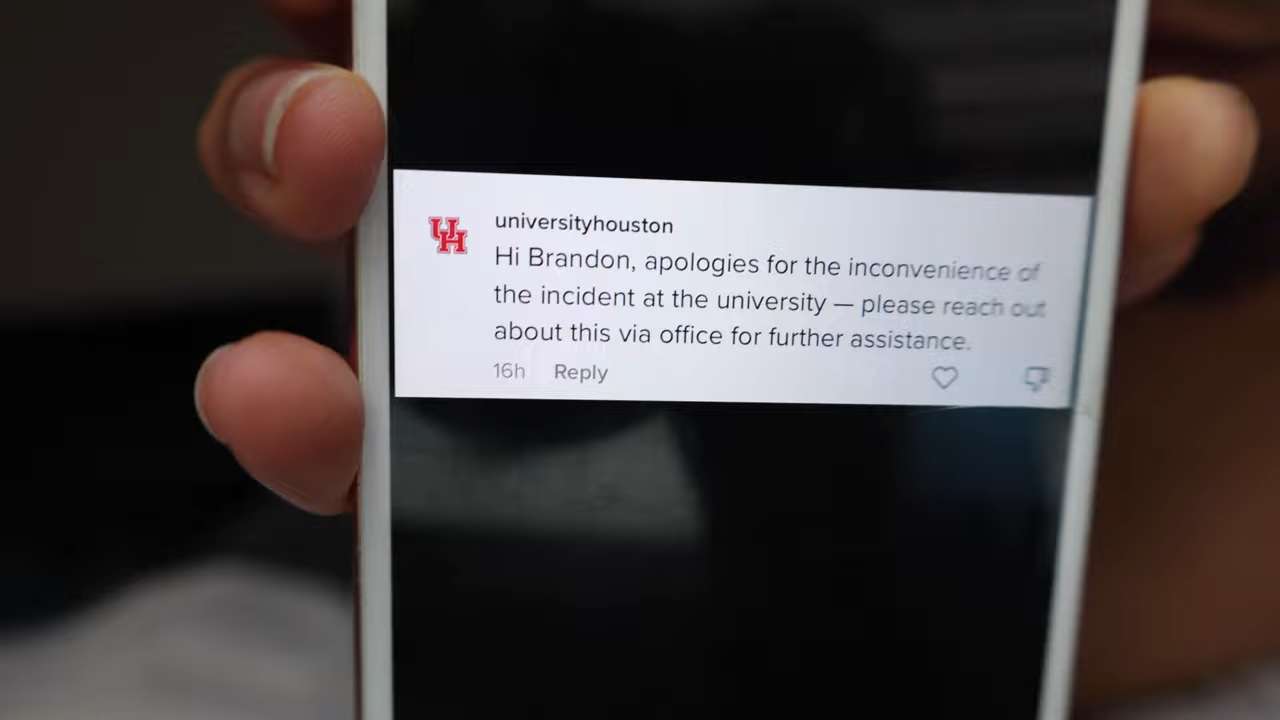 UH
universityhouston
Hi Brandon, apologies for the inconvenience of
the incident at the university — please reach out
about this via office for further assistance.
16h Reply